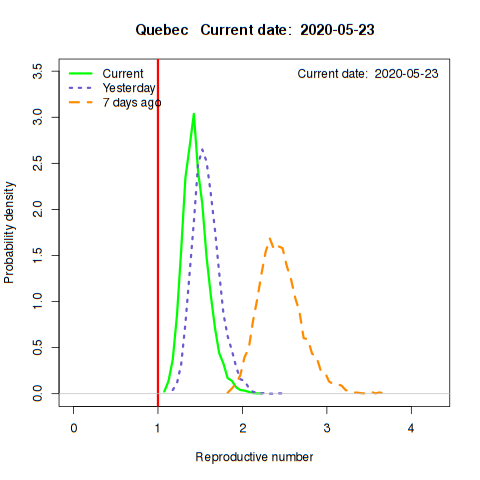 Quebec   Current date:  2020-05-23
Current date:  2020-05-23
Current
Yesterday
7 days ago
Probability density
3.5
3.0
2.5
2.0
1.5
1.0
0.5
0.0
0
1
2
3
4
Reproductive number